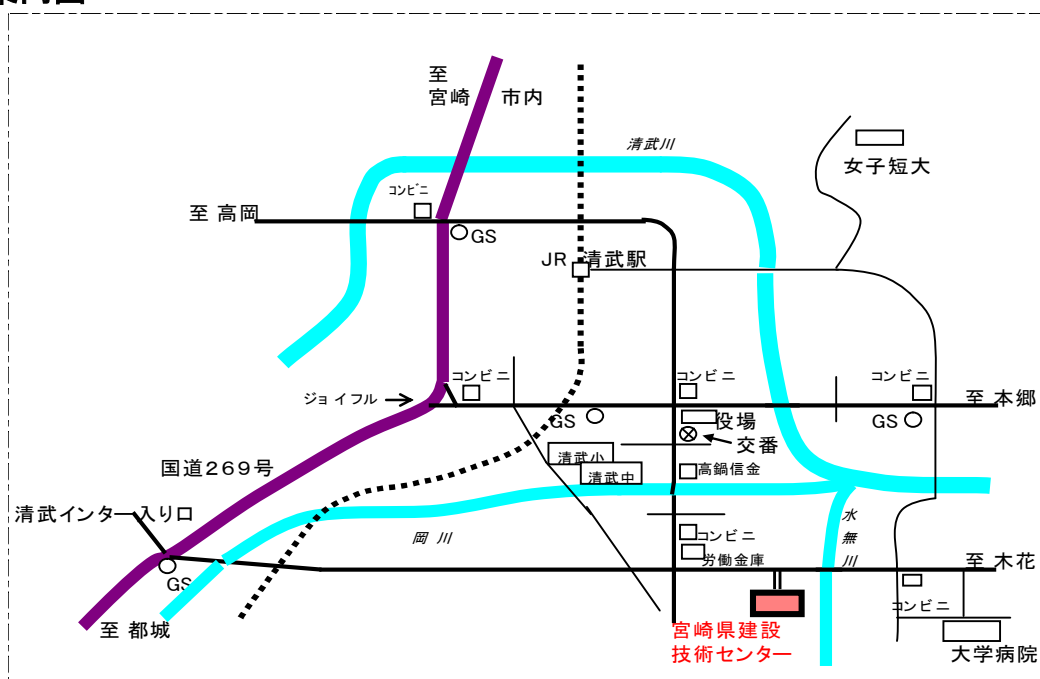 至
宮崎 市内
清武川
女子短大
コンビニ
至 高岡
GS
JR 清武駅
コンビニ
コンビニ
コンビニ
ジョイフル
至 本郷
GS
役場
GS
交番
清武小
高鍋信金
国道269号
清武中
清武インター入り口
岡 川
水無川
コンビニ
労働金庫
至 木花
GS
コンビニ
至 都城
宮崎県建設
技術センター
大学病院